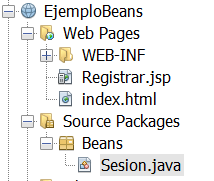 EjemploBeans
Web Pages
WEB-INF
Registrar.jsp
index.html
Source Packages
Beans
Sesion.java